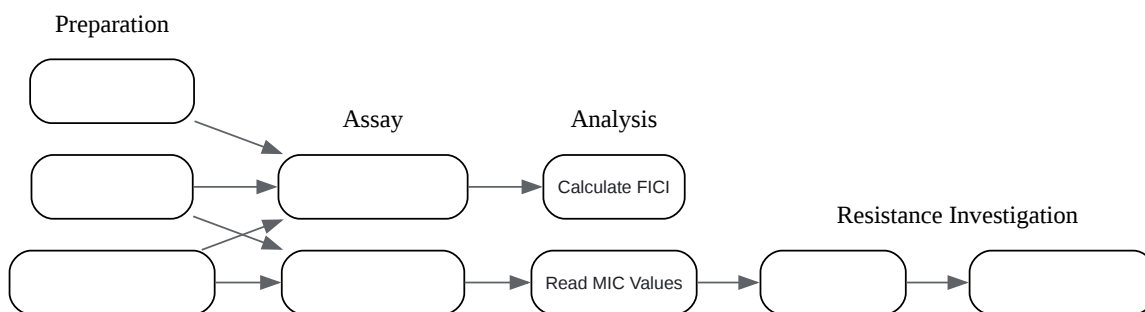 Preparation
Assay
Analysis
Calculate FICI
Resistance Investigation
Read MIC Values